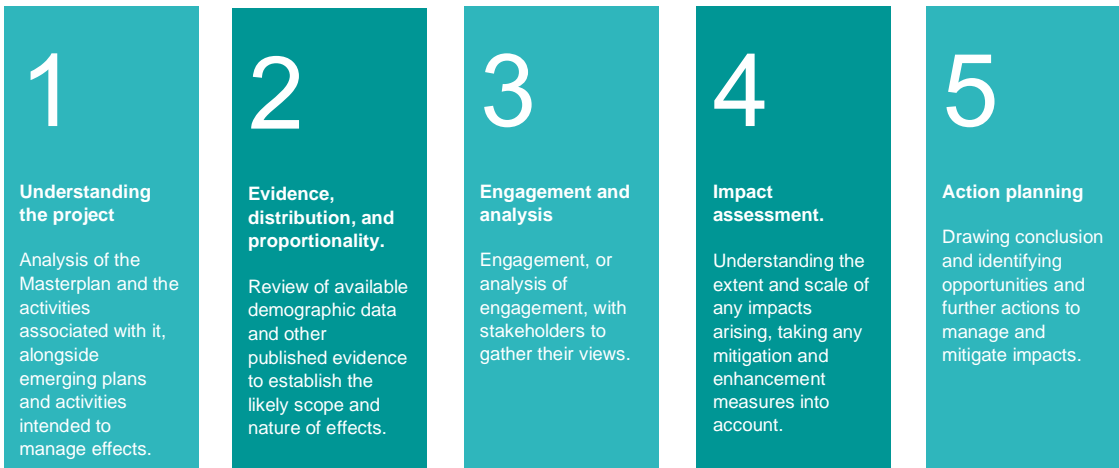 1
Understanding
the project
Analysis of the
Masterplan and the
activities
associated with it,
alongside
emerging plans
and activities
intended to
manage effects.
2
Evidence,
distribution, and
proportionality.
Review of available
demographic data
and other
published evidence
to establish the
likely scope and
nature of effects.
3
Engagement and
analysis
Engagement, or
analysis of
engagement, with
stakeholders to
gather their views.
4
Impact
assessment.
Understanding the
extent and scale of
any impacts
arising, taking any
mitigation and
enhancement
measures into
account.
5
Action planning
Drawing conclusion
and identifying
opportunities and
further actions to
manage and
mitigate impacts.